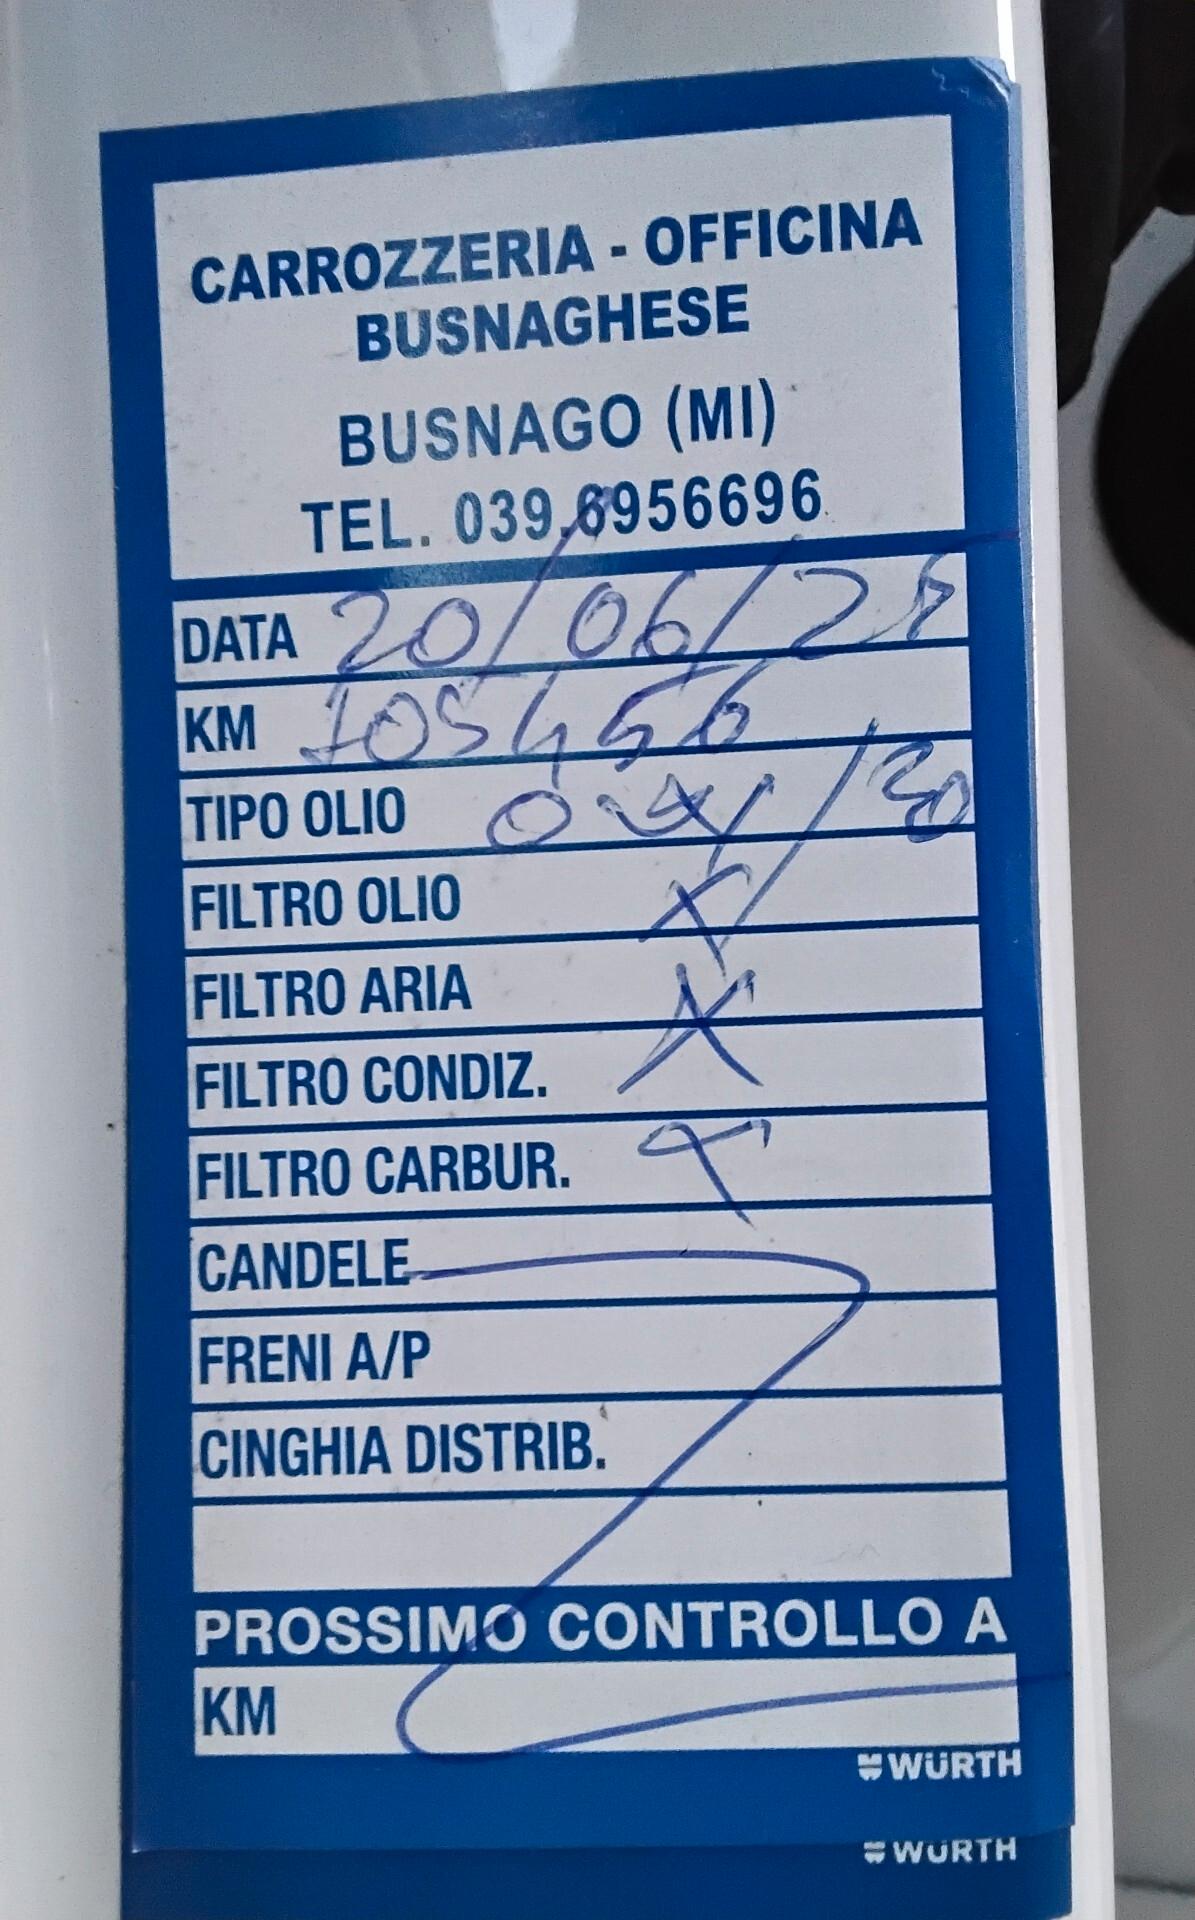 CARROZZERIA - OFFICINA
BUSNAGHESE
BUSNAGO (MI)
TEL. 039.6956696
DATA 20/06/25
KM 105456
TIPO OLIO 0W/30
FILTRO OLIO X
FILTRO ARIA X
FILTRO CONDIZ. X
FILTRO CARBUR. X
CANDELE
FRENI A/P
CINGHIA DISTRIB.
PROSSIMO CONTROLLO A
KM
WÜRTH
WÜRTH